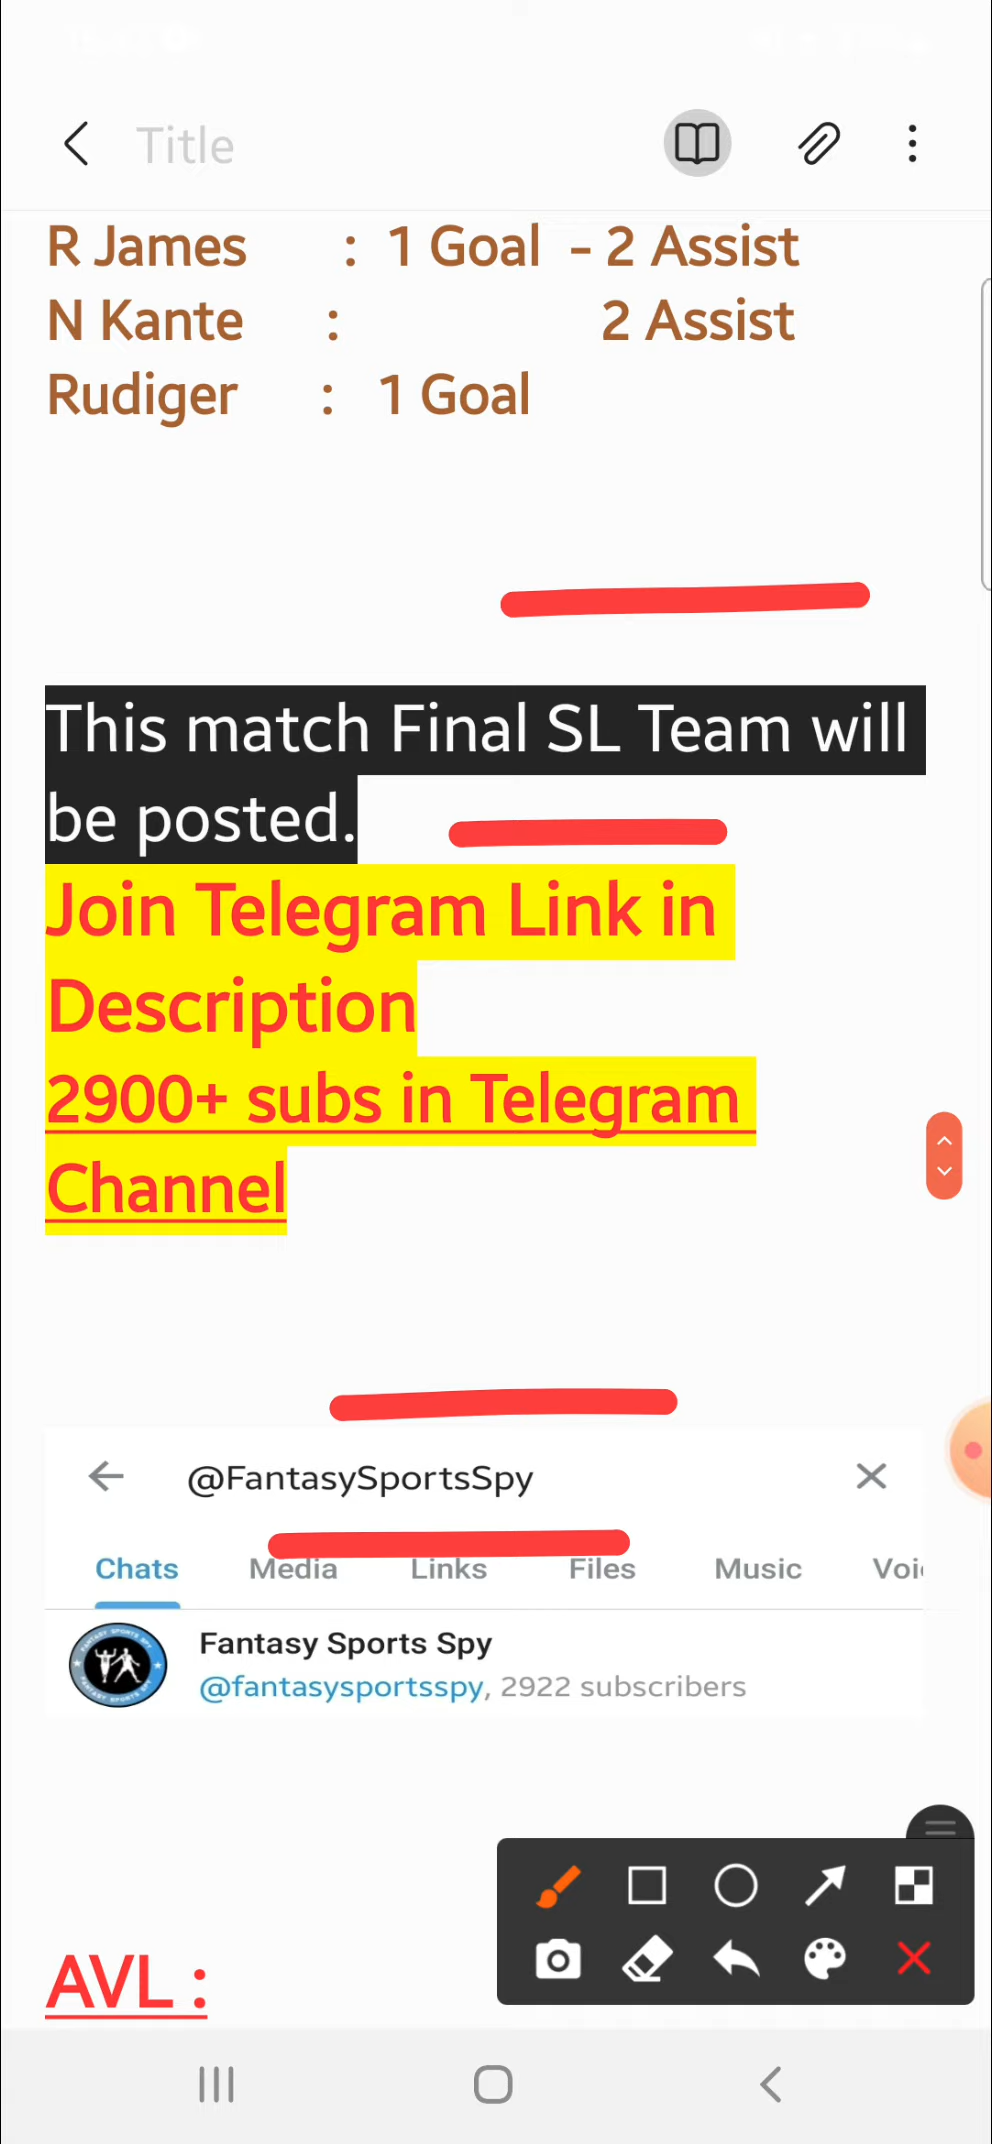 Title
R James : 1 Goal - 2 Assist
N Kante : 2 Assist
Rudiger : 1 Goal
This match Final SL Team will
be posted.
Join Telegram Link in
Description
2900+ subs in Telegram
Channel
@FantasySportsSpy
Chats Media Links Files Music Voi
Fantasy Sports Spy
@fantasysportsspy, 2922 subscribers
AVL :